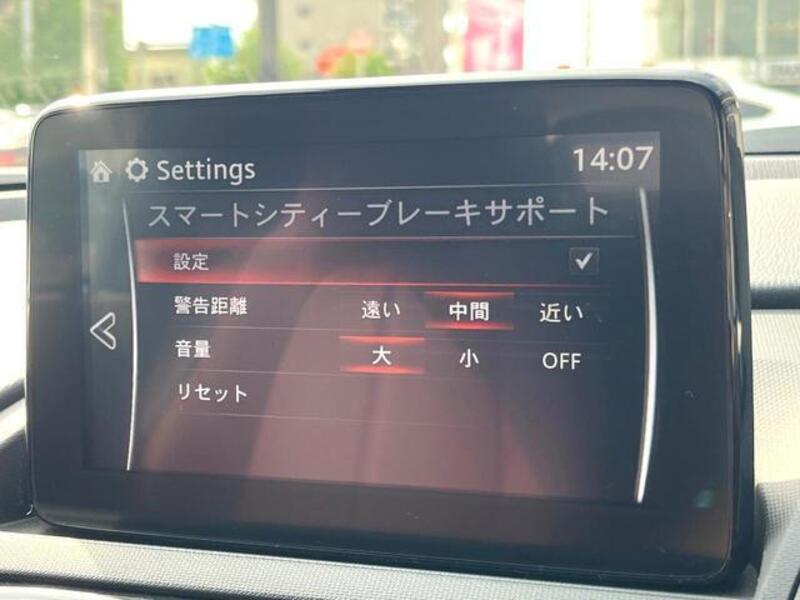 Settings 14:07
スマートシティーブレーキサポート
設定
警告距離 遠い 中間 近い
音量 大 小 OFF
リセット